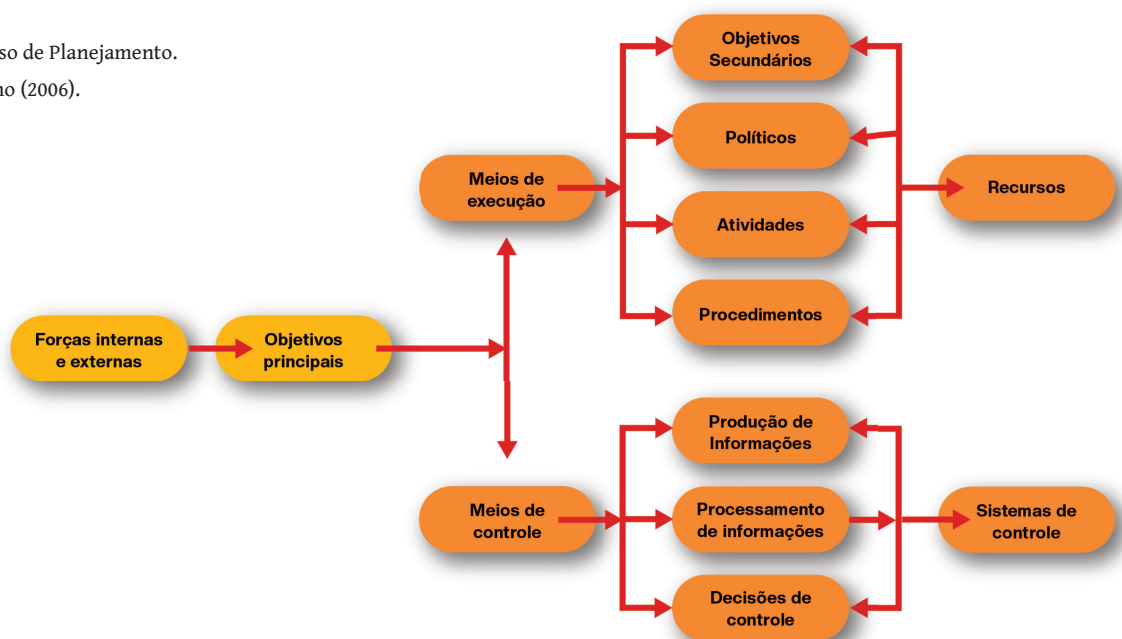 so de Planejamento.
no (2006).
Objetivos
Secundários
Políticos
Meios de
execução
Recursos
Atividades
Procedimentos
Forças internas
e externas
Objetivos
principais
Produção de
Informações
Meios de
controle
Processamento
de informações
Sistemas de
controle
Decisões de
controle